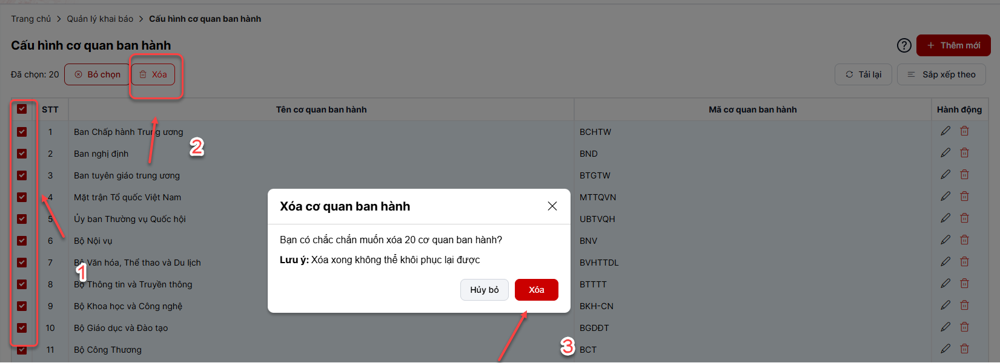 Trang chủ > Quản lý khai báo > Cấu hình cơ quan ban hành
Cấu hình cơ quan ban hành
? + Thêm mới
Đã chọn: 20 Bỏ chọn Xóa Tải lại Sắp xếp theo
STT Tên cơ quan ban hành Mã cơ quan ban hành Hành động
1 Ban Chấp hành Trung ương BCHTW
2
2 Ban nghị định BND
3 Ban tuyên giáo trung ương BTGTW
4 Mặt trận Tổ quốc Việt Nam MTTQVN
5 Ủy ban Thường vụ Quốc hội UBTVQH
6 Bộ Nội vụ BNV
7 Bộ Văn hóa, Thể thao và Du lịch BVHTTDL
1
8 Bộ Thông tin và Truyền thông BTTTT
9 Bộ Khoa học và Công nghệ BKH-CN
10 Bộ Giáo dục và Đào tạo BGDĐT
11 Bộ Công Thương BCT
Xóa cơ quan ban hành
Bạn có chắc chắn muốn xóa 20 cơ quan ban hành?
Lưu ý: Xóa xong không thể khôi phục lại được
Hủy bỏ Xóa
3